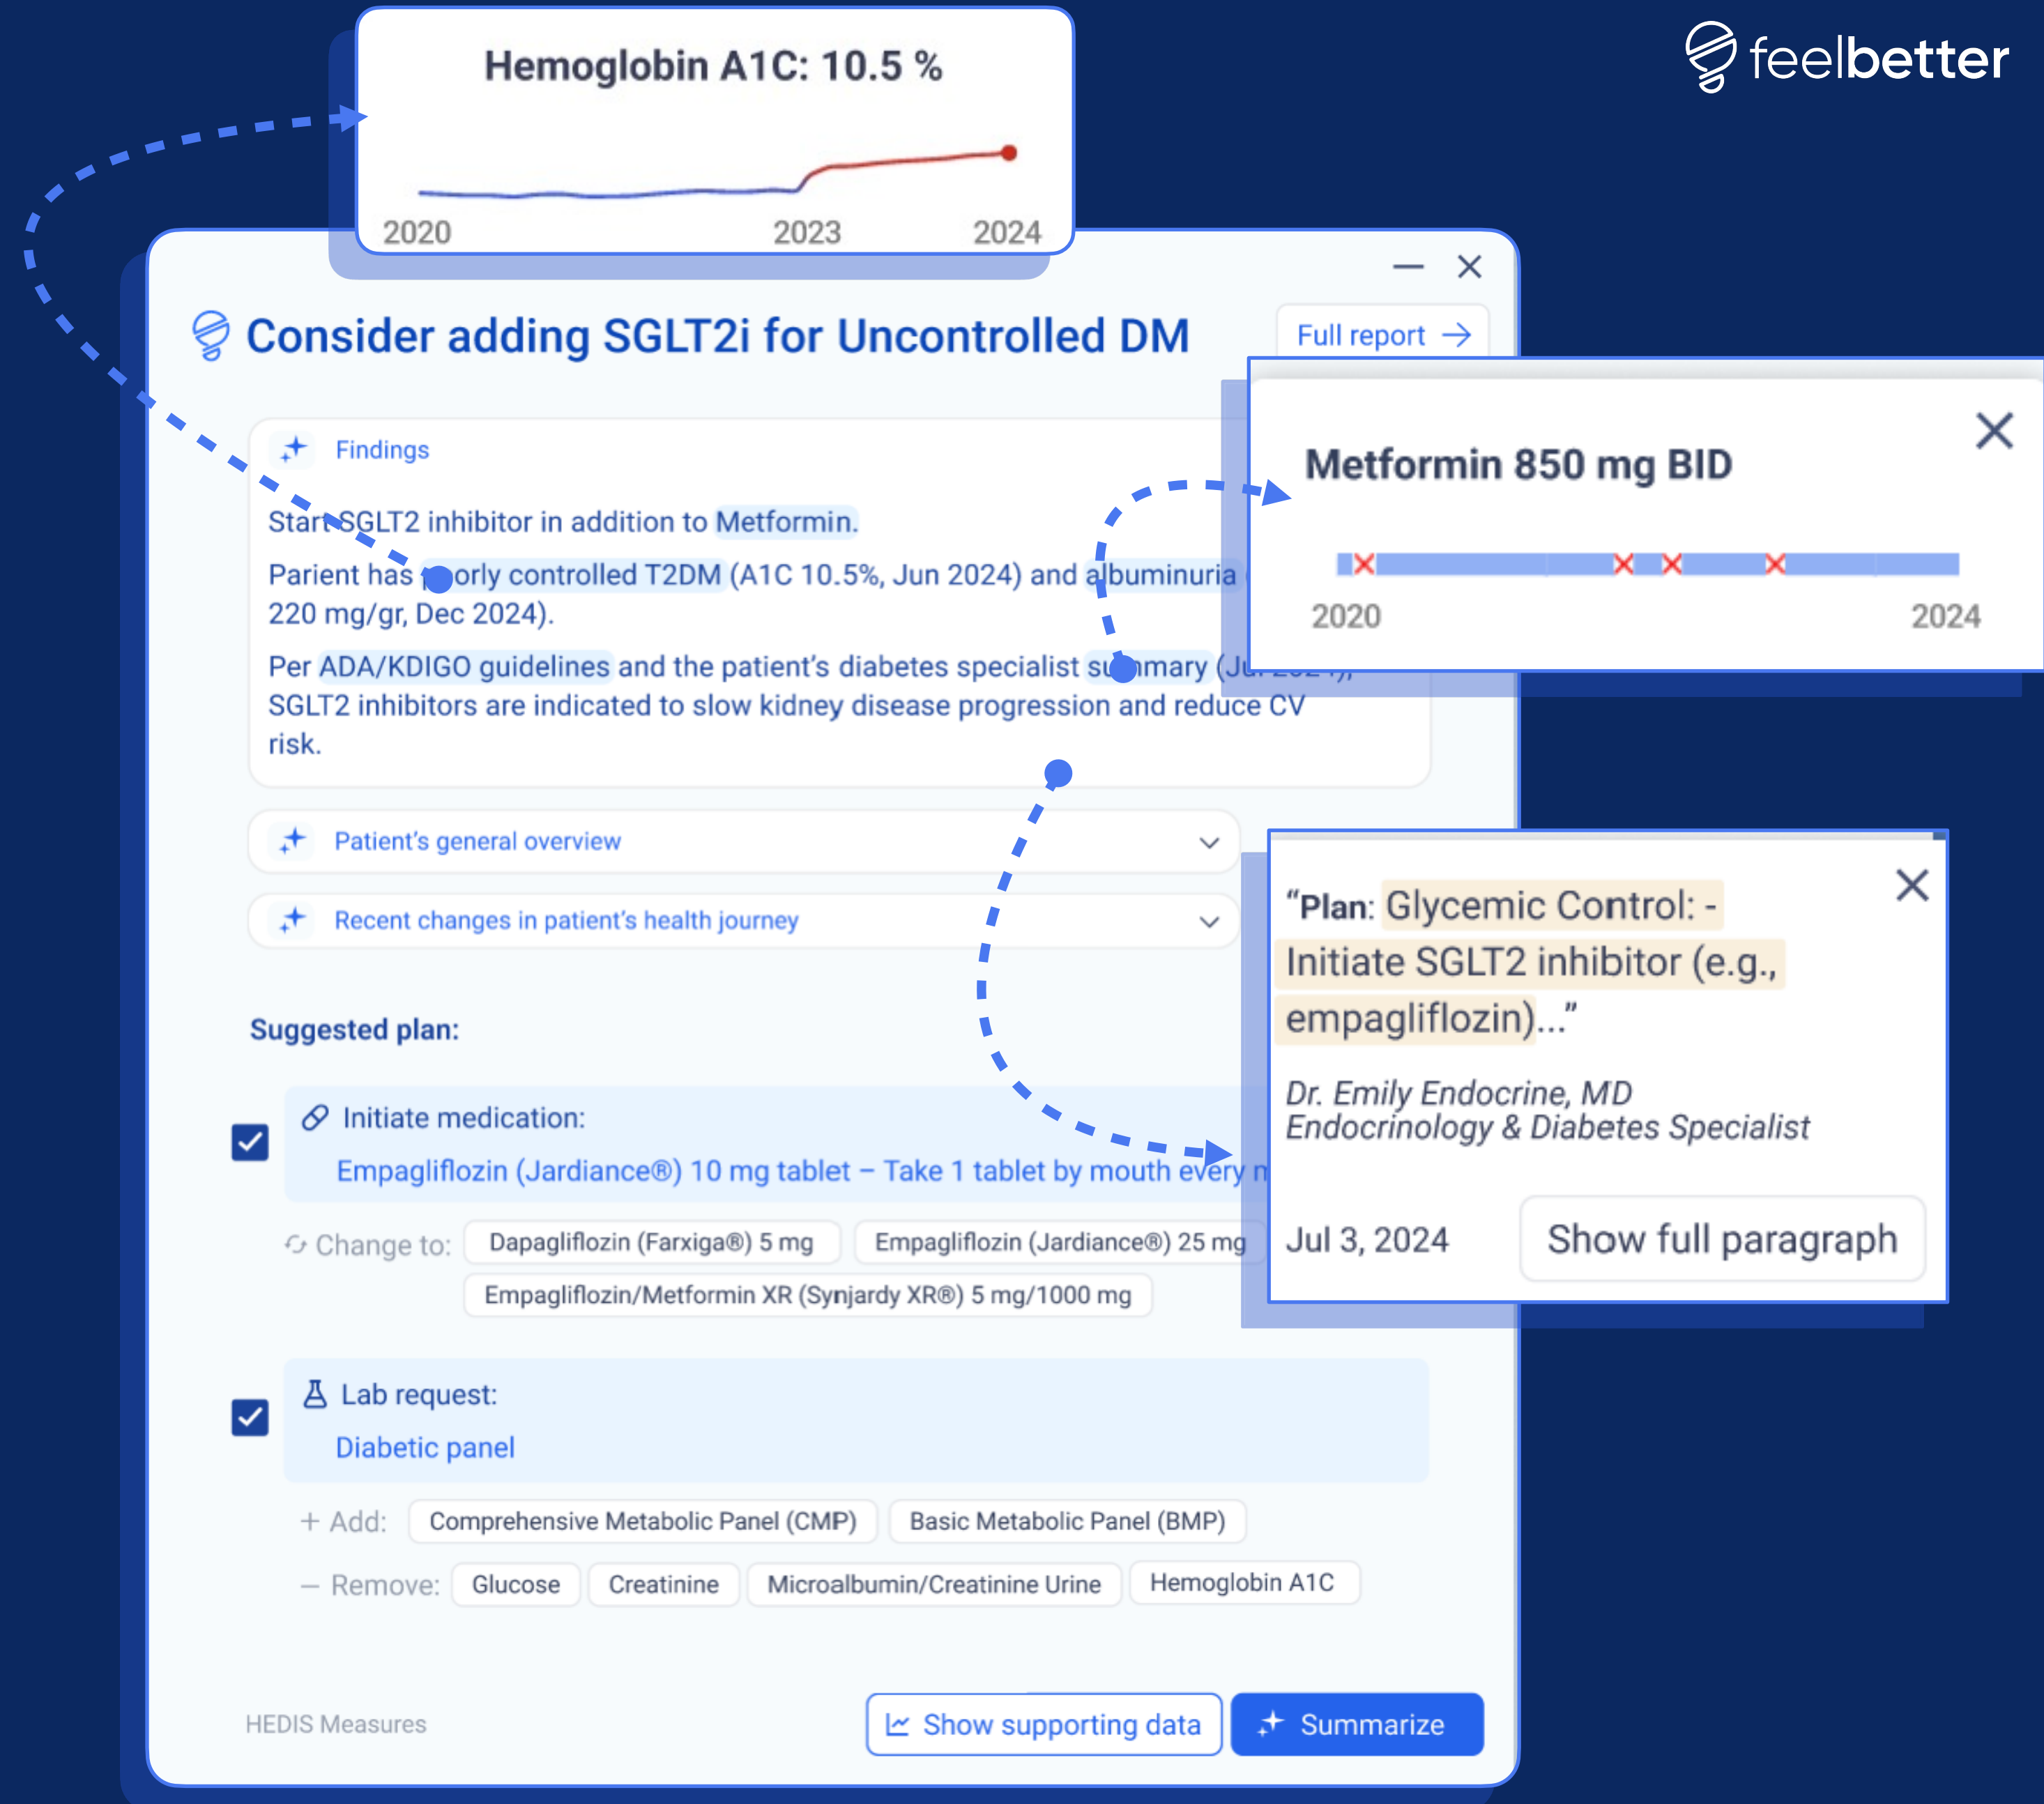 feelbetter
Hemoglobin A1C: 10.5 %
2020
2023
2024
Consider adding SGLT2i for Uncontrolled DM
Full report
Findings
Start SGLT2 inhibitor in addition to Metformin.
Parient has poorly controlled T2DM (A1C 10.5%, Jun 2024) and albuminuria
220 mg/gr, Dec 2024).
Per ADA/KDIGO guidelines and the patient's diabetes specialist summary
SGLT2 inhibitors are indicated to slow kidney disease progression and reduce CV
risk.
Metformin 850 mg BID
2020
2024
Patient's general overview
Recent changes in patient's health journey
"Plan: Glycemic Control: -
Initiate SGLT2 inhibitor (e.g.,
empagliflozin)..."
Dr. Emily Endocrine, MD
Endocrinology & Diabetes Specialist
Jul 3, 2024
Show full paragraph
Suggested plan:
Initiate medication:
Empagliflozin (Jardiance®) 10 mg tablet – Take 1 tablet by mouth every
Change to:
Dapagliflozin (Farxiga®) 5 mg
Empagliflozin (Jardiance®) 25 mg
Empagliflozin/Metformin XR (Synjardy XR®) 5 mg/1000 mg
Lab request:
Diabetic panel
+ Add:
Comprehensive Metabolic Panel (CMP)
Basic Metabolic Panel (BMP)
– Remove:
Glucose
Creatinine
Microalbumin/Creatinine Urine
Hemoglobin A1C
HEDIS Measures
Show supporting data
Summarize